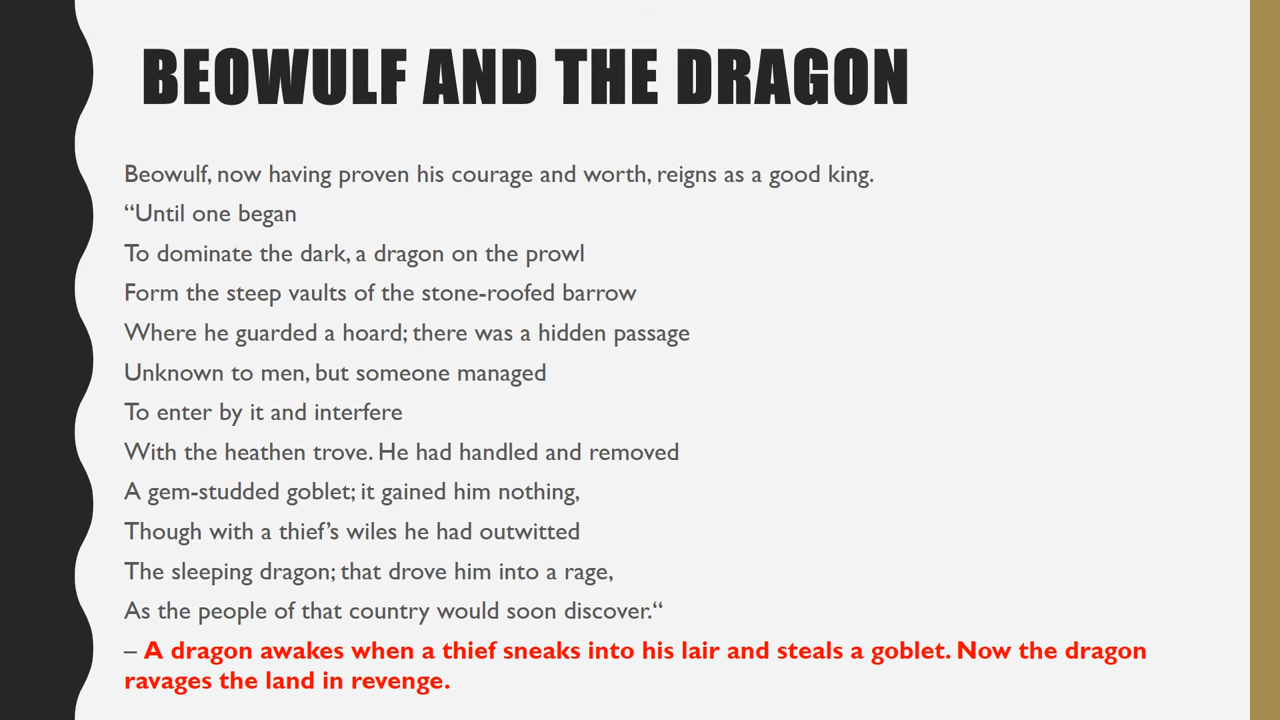 BEOWULF AND THE DRAGON
Beowulf, now having proven his courage and worth, reigns as a good king.
“Until one began
To dominate the dark, a dragon on the prowl
Form the steep vaults of the stone-roofed barrow
Where he guarded a hoard; there was a hidden passage
Unknown to men, but someone managed
To enter by it and interfere
With the heathen trove. He had handled and removed
A gem-studded goblet; it gained him nothing,
Though with a thief’s wiles he had outwitted
The sleeping dragon; that drove him into a rage,
As the people of that country would soon discover.“
– A dragon awakes when a thief sneaks into his lair and steals a goblet. Now the dragon
ravages the land in revenge.